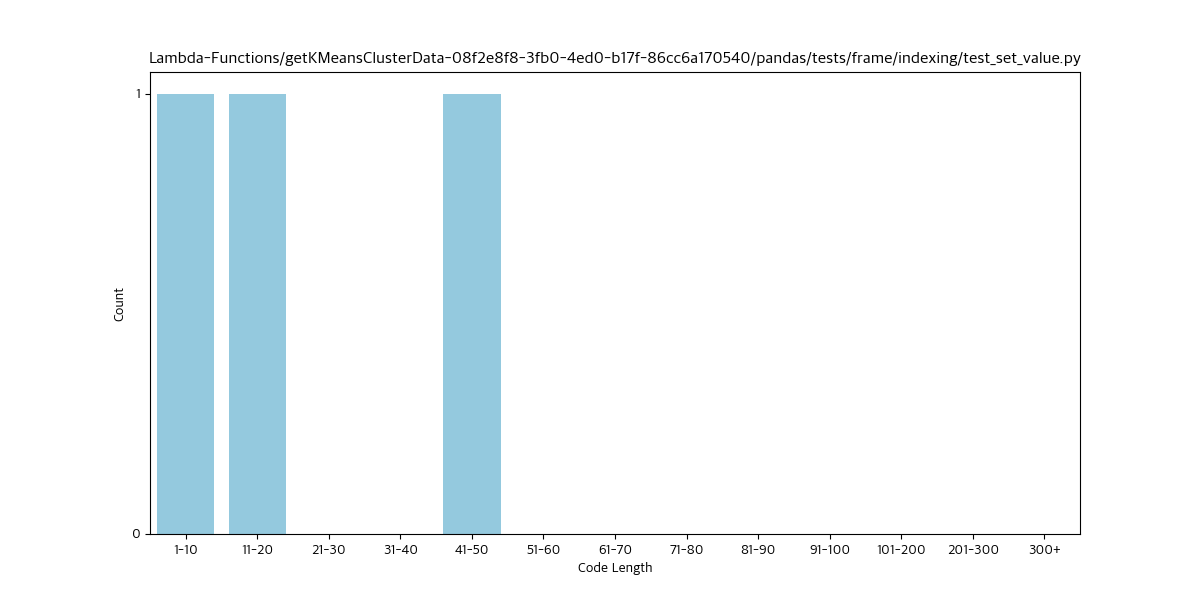 Lambda-Functions/getKMeansClusterData-08f2e8f8-3fb0-4ed0-b17f-86cc6a170540/pandas/tests/frame/indexing/test_set_value.py
1
Count
0
1-10 11-20 21-30 31-40 41-50 51-60 61-70 71-80 81-90 91-100 101-200 201-300 300+
Code Length